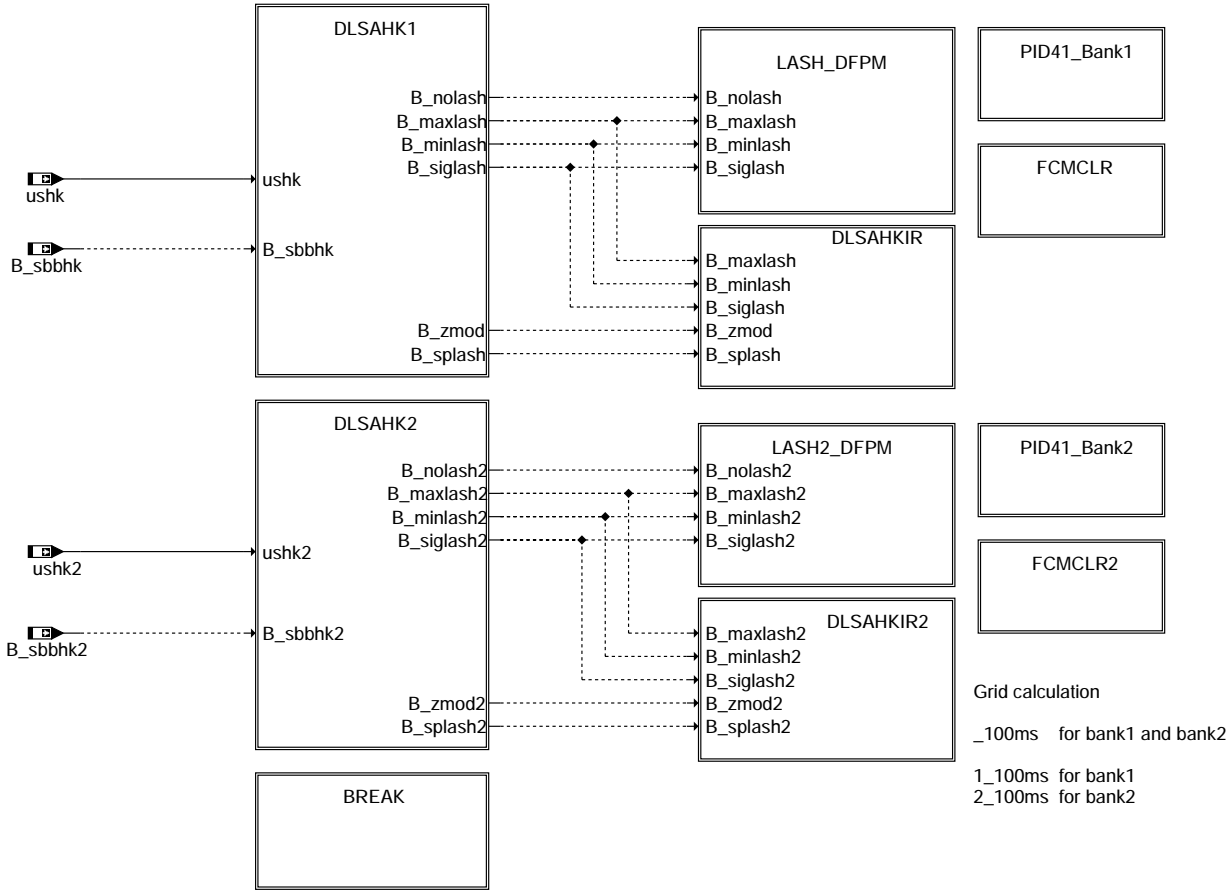 DLSAHK1
B_nolash
B_maxlash
B_minlash
B_siglash
ushk
ushk
B_sbbhk
B_sbbhk
B_zmod
B_splash
LASH_DFPM
B_nolash
B_maxlash
B_minlash
B_siglash
DLSAHKIR
B_maxlash
B_minlash
B_siglash
B_zmod
B_splash
PID41_Bank1
FCMCLR
DLSAHK2
B_nolash2
B_maxlash2
B_minlash2
B_siglash2
ushk2
ushk2
B_sbbhk2
B_sbbhk2
B_zmod2
B_splash2
LASH2_DFPM
B_nolash2
B_maxlash2
B_minlash2
B_siglash2
DLSAHKIR2
B_maxlash2
B_minlash2
B_siglash2
B_zmod2
B_splash2
PID41_Bank2
FCMCLR2
Grid calculation
_100ms for bank1 and bank2
1_100ms for bank1
2_100ms for bank2
BREAK